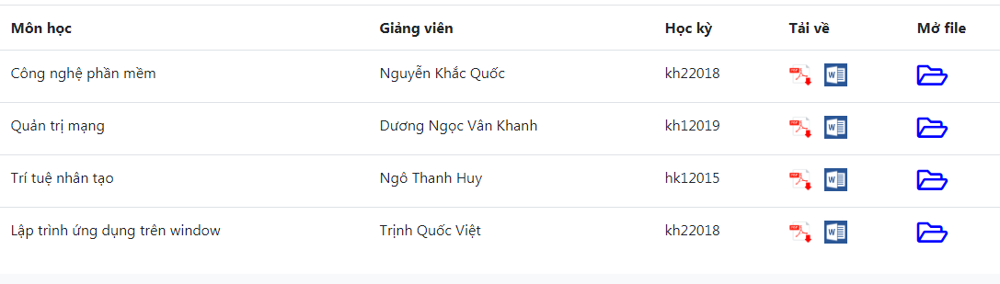 Môn học Giảng viên Học kỳ Tải về Mở file
Công nghệ phần mềm Nguyễn Khắc Quốc kh22018
Quản trị mạng Dương Ngọc Vân Khanh kh12019
Trí tuệ nhân tạo Ngô Thanh Huy hk12015
Lập trình ứng dụng trên window Trịnh Quốc Việt kh22018